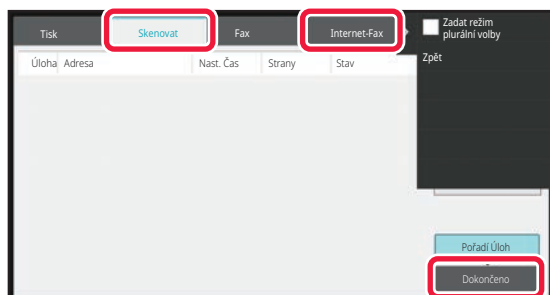 Tisk Skenovat Fax Internet-Fax
Zadat režim
plurální volby
Úloha Adresa Nast. Čas Strany Stav
Zpět
Pořadí Úloh
Dokončeno